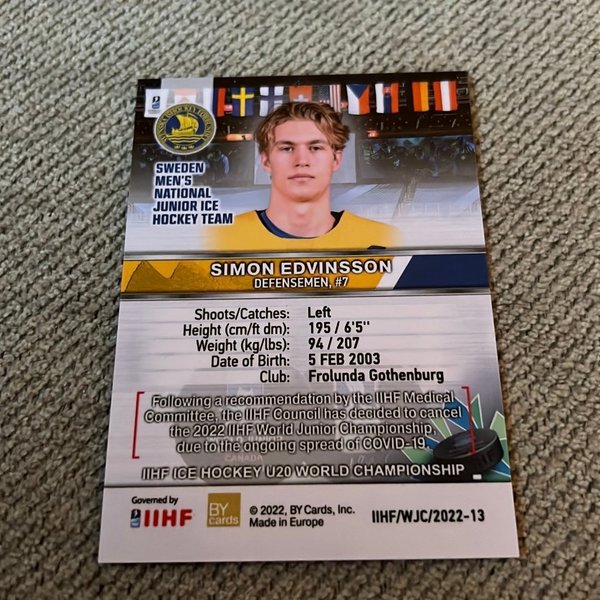 SWEDEN
MEN'S
NATIONAL
JUNIOR ICE
HOCKEY TEAM
SIMON EDVINSSON
DEFENSEMEN, #7
Shoots/Catches: Left
Height (cm/ft dm): 195 / 6'5"
Weight (kg/lbs): 94 / 207
Date of Birth: 5 FEB 2003
Club: Frolunda Gothenburg
Following a recommendation by the IIHF Medical
Committee, the IIHF Council has decided to cancel
the 2022 IIHF World Junior Championship,
due to the ongoing spread of COVID-19.
CANADA
IIHF ICE HOCKEY U20 WORLD CHAMPIONSHIP
Governed by
IIHF
BY
cards
© 2022, BY Cards, Inc.
Made in Europe
IIHF/WJC/2022-13